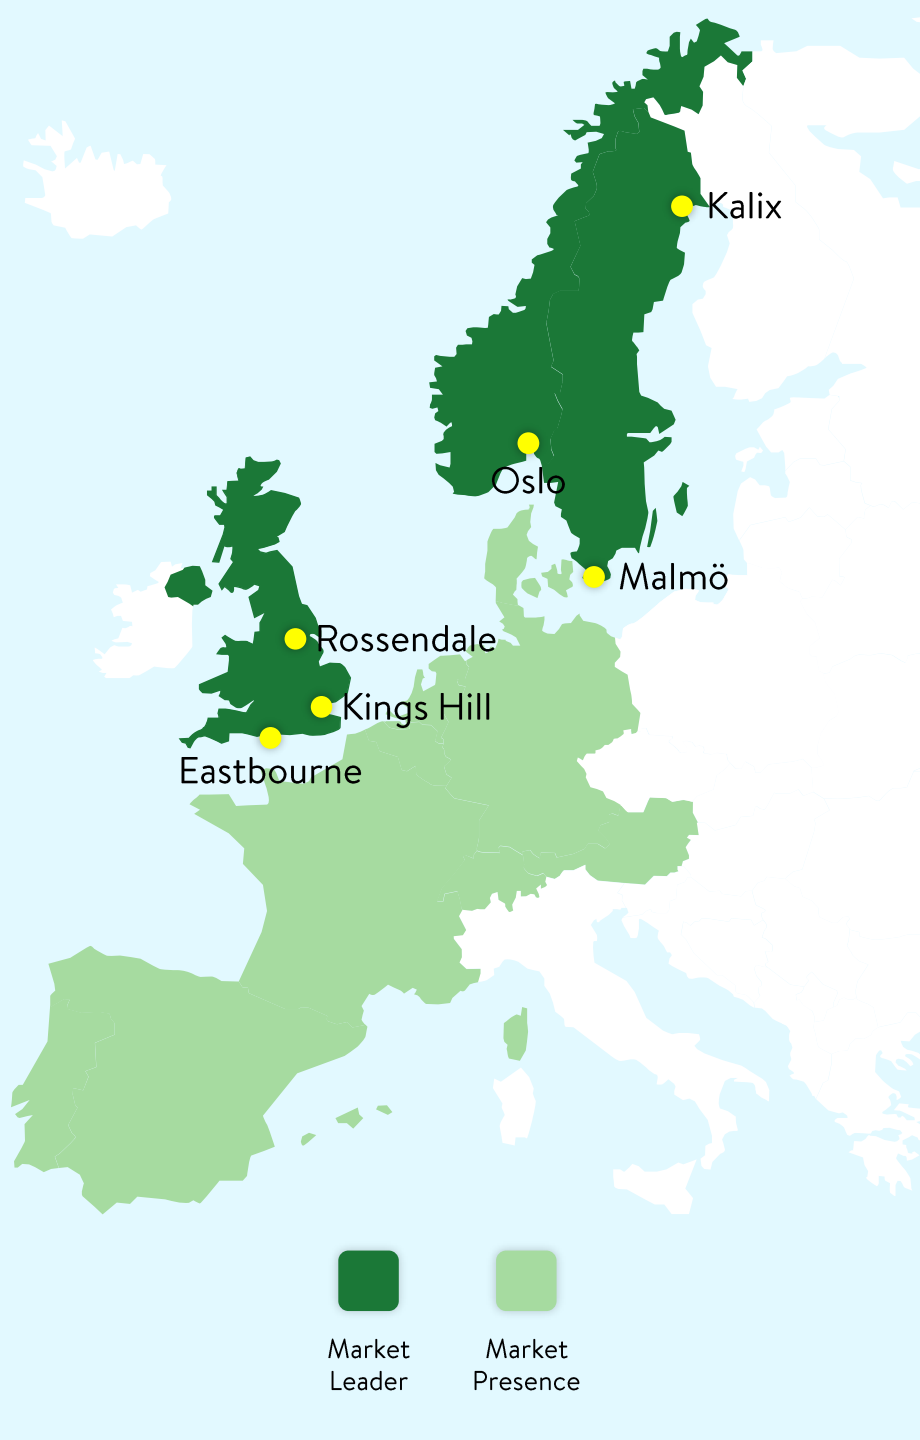 Kalix
Oslo
Malmö
Rossendale
Kings Hill
Eastbourne
Market
Leader
Market
Presence